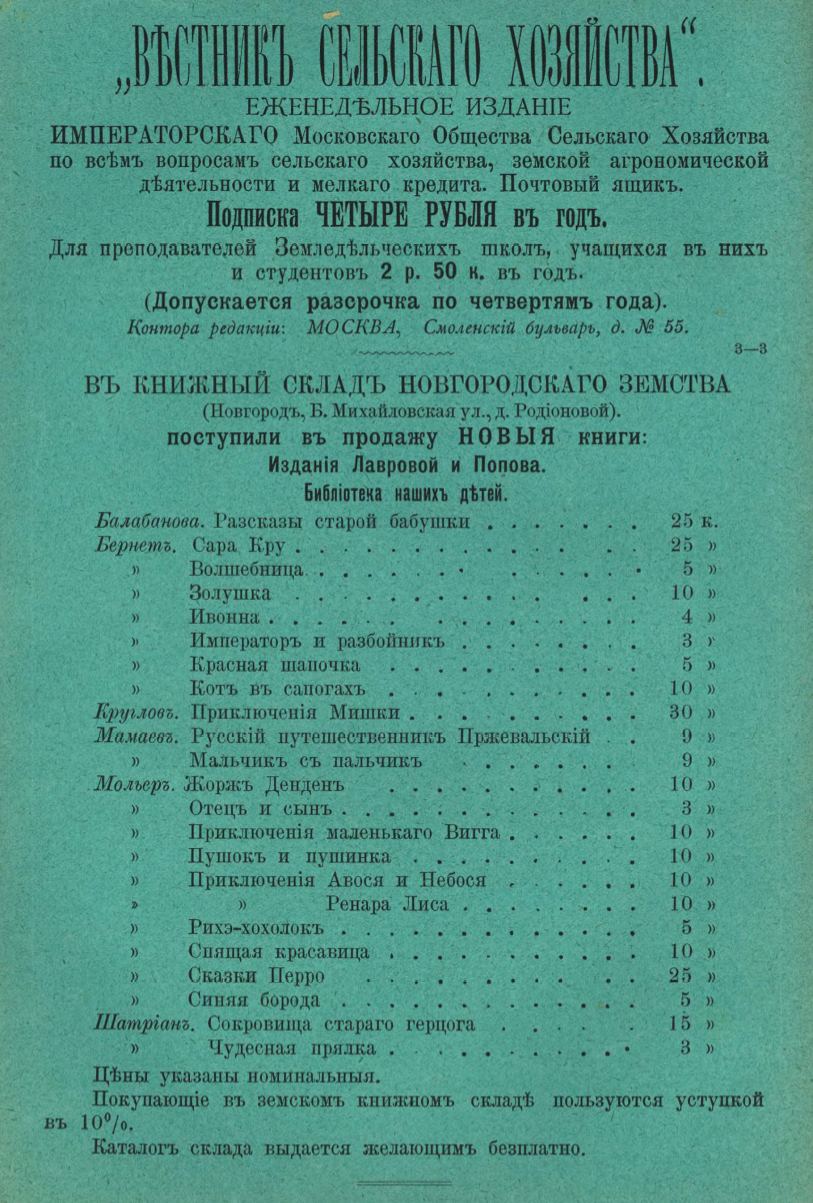 „ВѢСТНИКЪ СЕЛЬСКАГО ХОЗЯЙСТВА“.
ЕЖЕНЕДѢЛЬНОЕ ИЗДАНІЕ
ИМПЕРАТОРСКАГО Московскаго Общества Сельскаго Хозяйства
по всѣмъ вопросамъ сельскаго хозяйства, земской агрономической
дѣятельности и мелкаго кредита. Почтовый ящикъ.
Подписка ЧЕТЫРЕ РУБЛЯ въ годъ.
Для преподавателей Земледѣльческихъ школъ, учащихся въ нихъ
и студентовъ 2 р. 50 к. въ годъ.
(Допускается разсрочка по четвертямъ года).
Контора редакціи: МОСКВА, Смоленскій бульваръ, д. № 55.
3—3
ВЪ КНИЖНЫЙ СКЛАДЪ НОВГОРОДСКАГО ЗЕМСТВА
(Новгородъ, Б. Михайловская ул., д. Родіоновой).
поступили въ продажу НОВЫЯ книги:
Изданія Лавровой и Попова.
Библіотека нашихъ дѣтей.
Балабанова. Разсказы старой бабушки . . . . . . . 25 к.
Бернетъ. Сара Кру . . . . . . . . . . . . . 25 »
» Волшебница . . . . . . . . . . . . 5 »
» Золушка . . . . . . . . . . . . . 10 »
» Ивонна . . . . . . . . . . . . . . 4 »
» Императоръ и разбойникъ . . . . . . . . 3 »
» Красная шапочка . . . . . . . . . . . 5 »
» Котъ въ сапогахъ . . . . . . . . . . . 10 »
Кругловъ. Приключенія Мишки . . . . . . . . . . 30 »
Мамаевъ. Русскій путешественникъ Пржевальскій . . 9 »
» Мальчикъ съ пальчикъ . . . . . . . . 9 »
Мольеръ. Жоржъ Денденъ . . . . . . . . . . . 10 »
» Отецъ и сынъ . . . . . . . . . . . . . 3 »
» Приключенія маленькаго Вигга . . . . . . 10 »
» Пушокъ и пушинка . . . . . . . . . . 10 »
» Приключенія Авося и Небося . . . . . . 10 »
» » Ренара Лиса . . . . . . . . 10 »
» Рихэ-хохолокъ . . . . . . . . . . . . . 5 »
» Спящая красавица . . . . . . . . . . . 10 »
» Сказки Перро . . . . . . . . . . . 25 »
» Синяя борода . . . . . . . . . . . . . 5 »
Шатріанъ. Сокровища стараго герцога . . . . . 15 »
» Чудесная прялка . . . . . . . . . . . 3 »
Цѣны указаны номинальныя.
Покупающіе въ земскомъ книжномъ складѣ пользуются уступкой
въ 10%.
Каталогъ склада выдается желающимъ безплатно.